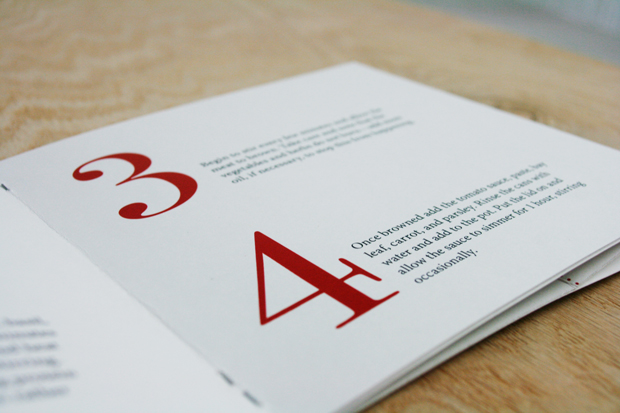 3
Begin to stir every few minutes and allow the
meat to brown. Take care and note that the
vegetables and herbs do not burn - add more
oil, if necessary, to stop this from happening
4
Once browned add the tomato sauce, paste, bay
leaf, carrot, and parsley. Rinse the cans with
water and add to the pot. Put the lid on and
allow the sauce to simmer for 1 hour, stirring
occasionally.